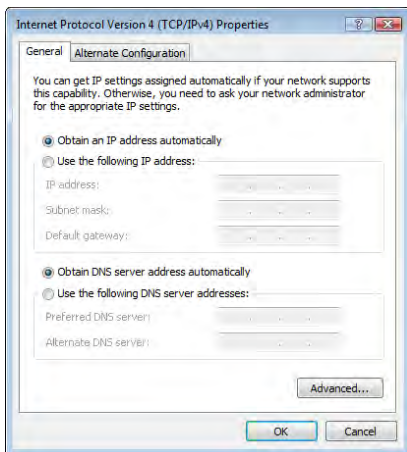 Internet Protocol Version 4 (TCP/IPv4) Properties
General
Alternate Configuration
You can get IP settings assigned automatically if your network supports
this capability. Otherwise, you need to ask your network administrator
for the appropriate IP settings.
Obtain an IP address automatically
Use the following IP address:
IP address:
Subnet mask:
Default gateway:
Obtain DNS server address automatically
Use the following DNS server addresses:
Preferred DNS server:
Alternate DNS server:
Advanced...
OK
Cancel